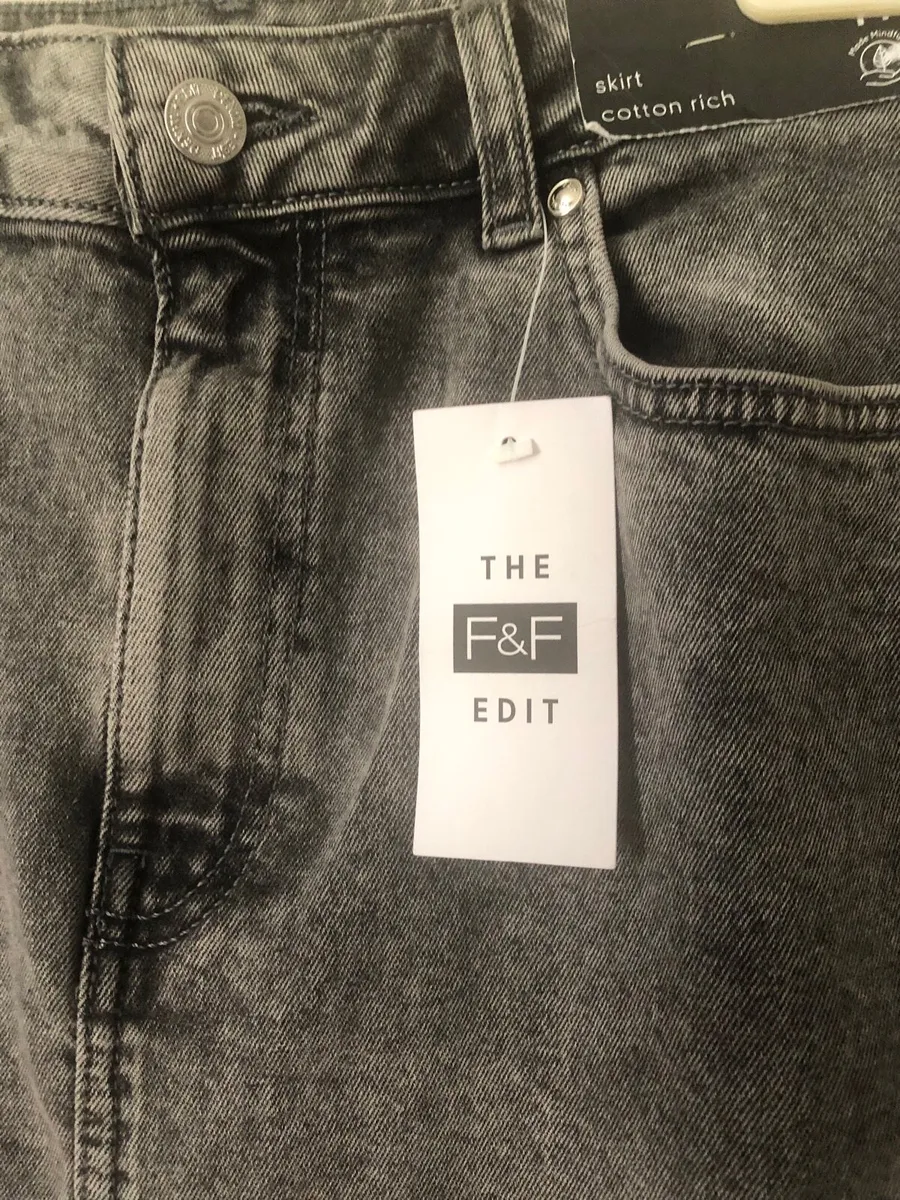 skirt
cotton rich
THE
F&F
EDIT